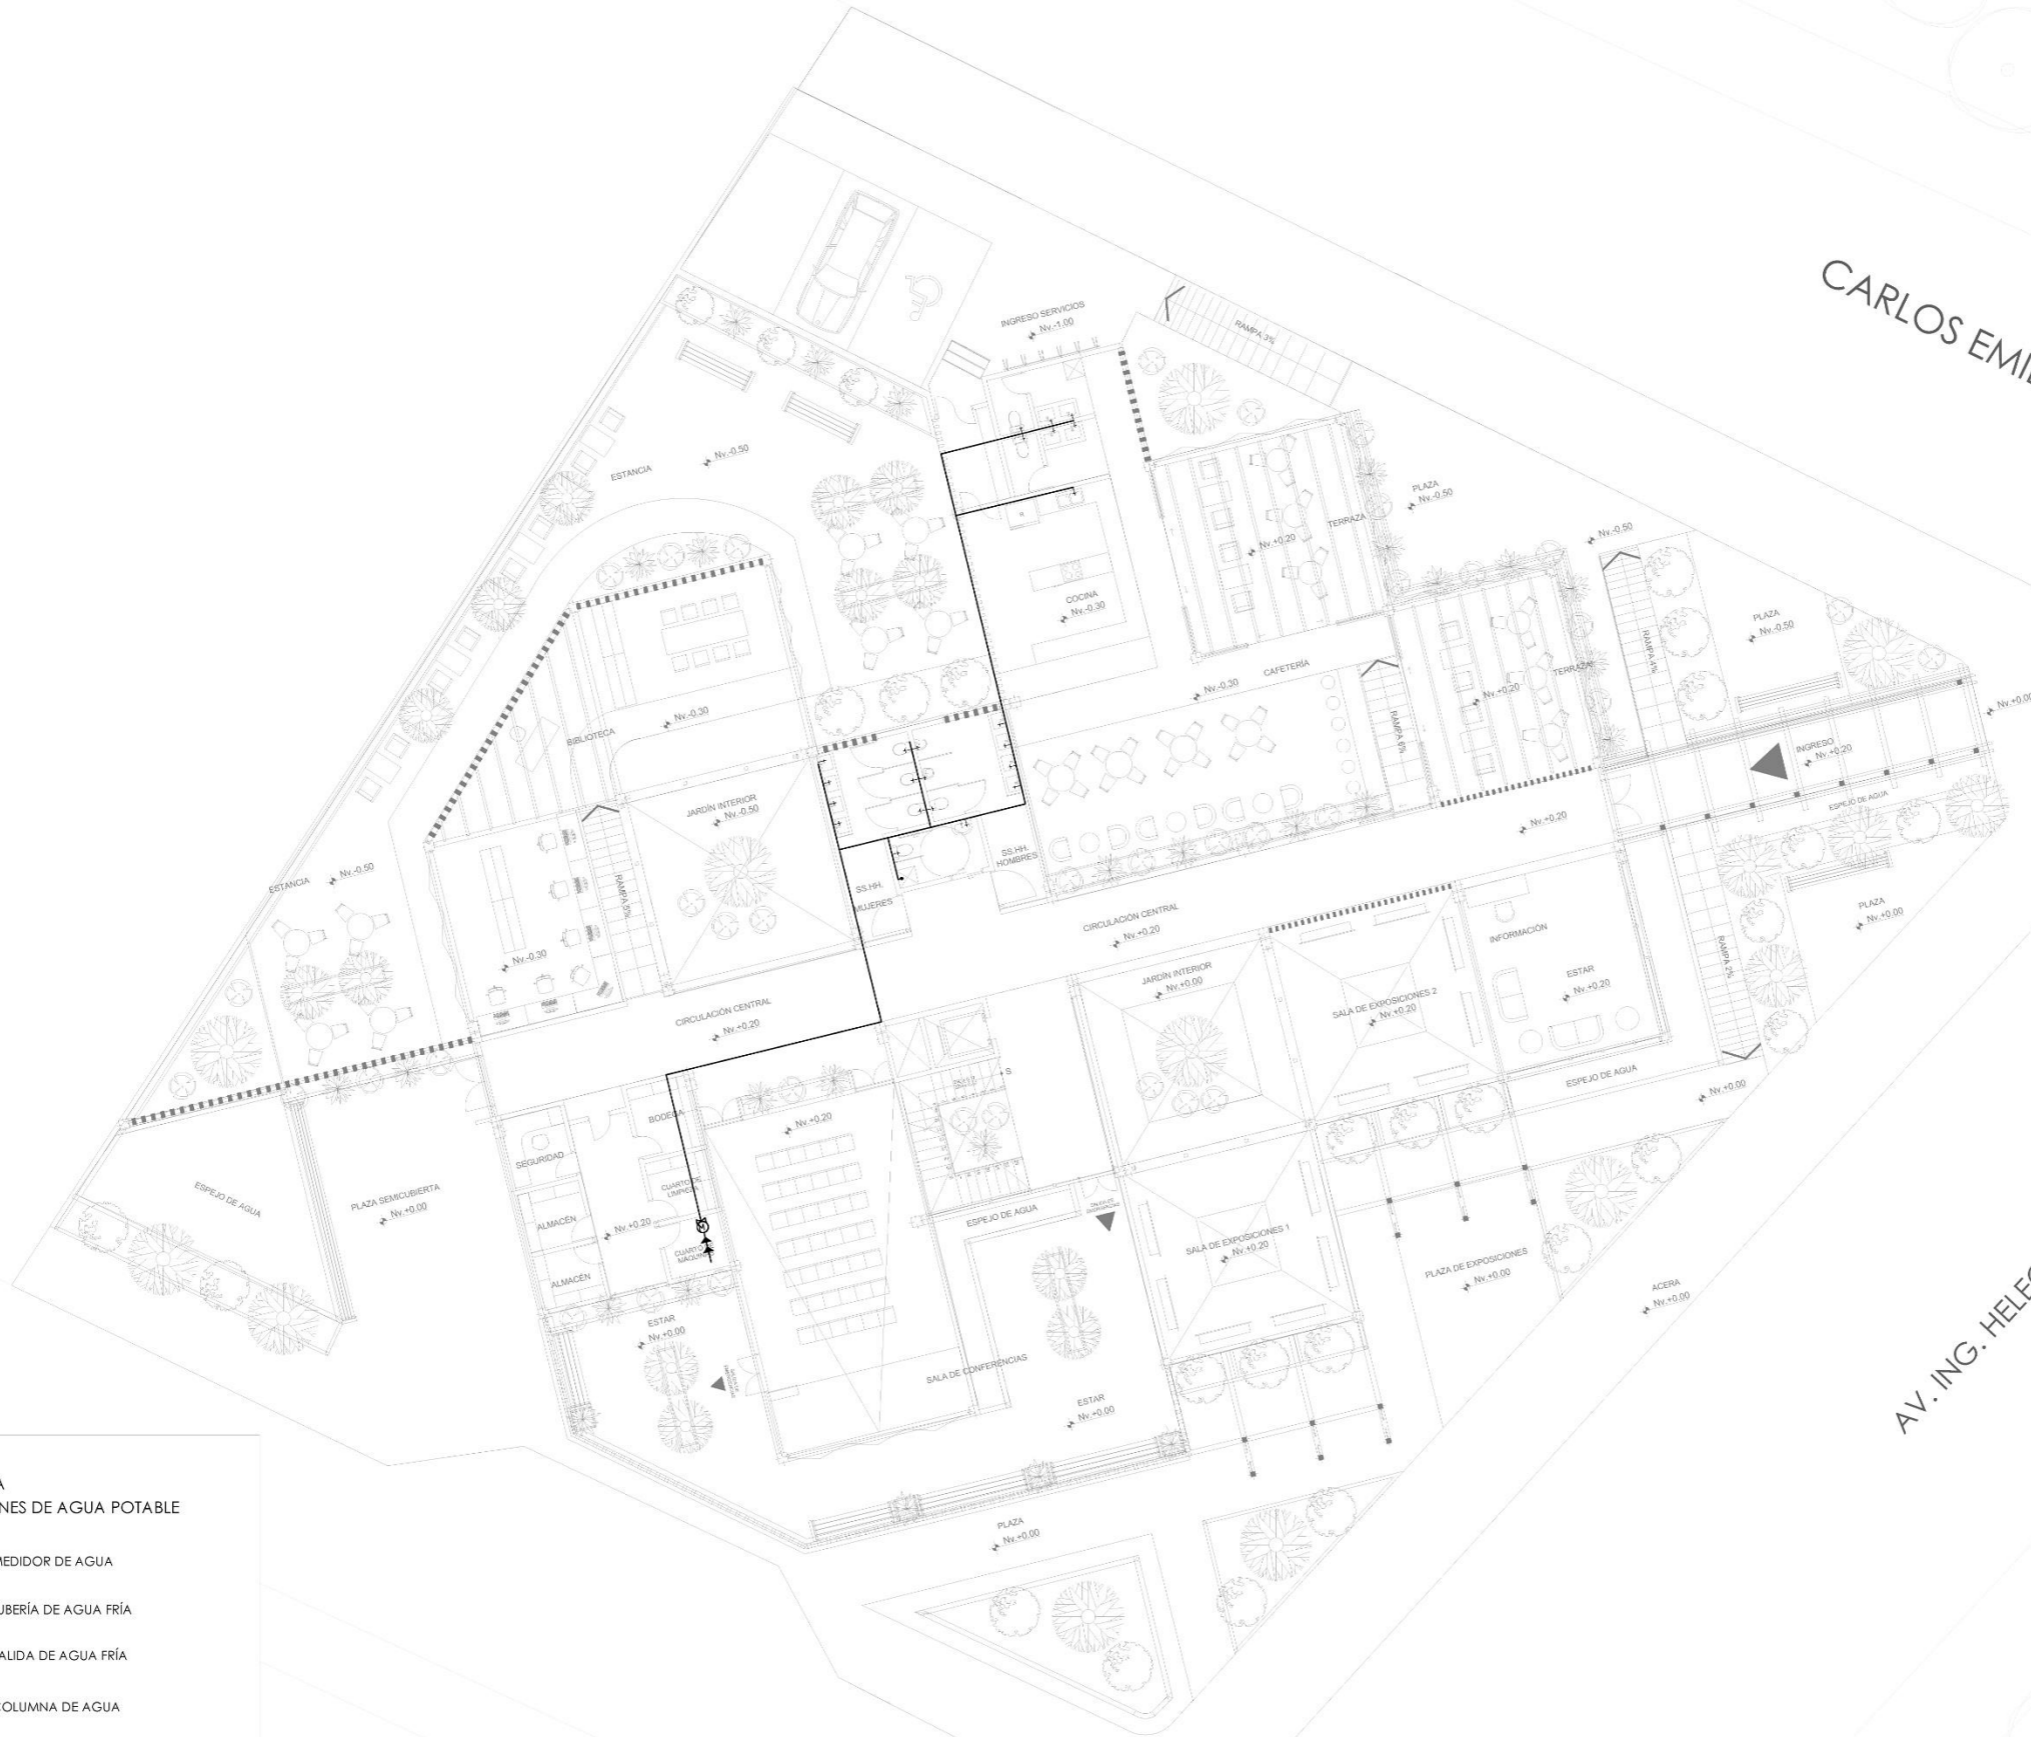 CARLOS EMI
INGRESO SERVICIOS
Nv.-1.00
RAMPA 3%
ESTANCIA
Nv.-0.50
PLAZA
Nv.-0.50
TERRAZA
Nv.+0.20
Nv.-0.50
COCINA
Nv.-0.30
PLAZA
Nv.-0.50
RAMPA 4%
CAFETERÍA
Nv.-0.30
TERRAZA
Nv.+0.20
RAMPA 6%
Nv.+0.00
INGRESO
Nv.+0.20
ESPEJO DE AGUA
BIBLIOTECA
Nv.-0.30
JARDÍN INTERIOR
Nv.-0.50
Nv.+0.20
SS.HH.
HOMBRES
SS.HH.
MUJERES
RAMPA 5%
ESTANCIA
Nv.-0.50
Nv.-0.30
CIRCULACIÓN CENTRAL
Nv.+0.20
INFORMACIÓN
PLAZA
Nv.+0.00
RAMPA 2%
ESTAR
Nv.+0.20
JARDÍN INTERIOR
Nv.+0.00
SALA DE EXPOSICIONES 2
Nv.+0.20
CIRCULACIÓN CENTRAL
Nv.+0.20
S
ESPEJO DE AGUA
Nv.+0.00
BODEGA
Nv.+0.20
SEGURIDAD
CUARTO DE
LIMPIEZA
ESPEJO DE AGUA
PLAZA SEMICUBIERTA
Nv.+0.00
ALMACÉN
Nv.+0.20
CUARTO
ALMACÉN
ESPEJO DE AGUA
SALA DE EXPOSICIONES 1
Nv.+0.20
PLAZA DE EXPOSICIONES
Nv.+0.00
ACERA
Nv.+0.00
ESTAR
Nv.+0.00
SALA DE CONFERENCIAS
ESTAR
Nv.+0.00
AV. ING. HELE
PLAZA
Nv.+0.00
A
NES DE AGUA POTABLE
MEDIDOR DE AGUA
UBERÍA DE AGUA FRÍA
ALIDA DE AGUA FRÍA
COLUMNA DE AGUA